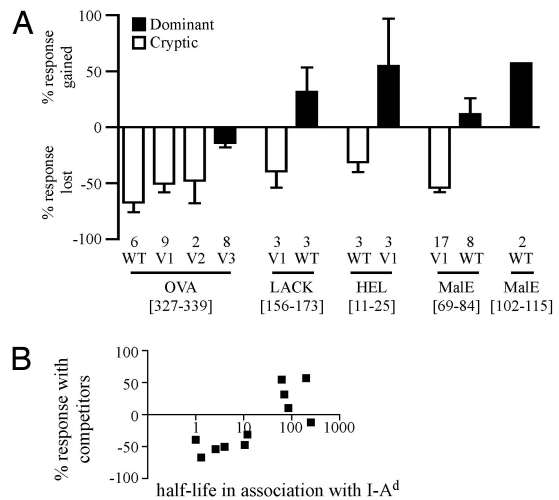 A
Dominant
Cryptic
% response gained
% response lost
100
50
0
-50
-100
6 9 2 8 3 3 3 3 17 8 2
WT V1 V2 V3 V1 WT WT V1 V1 WT WT
OVA LACK HEL MalE MalE
[327-339] [156-173] [11-25] [69-84] [102-115]
B
% response with competitors
100
50
0
-50
-100
1 10 100 1000
half-life in association with I-Aᵈ